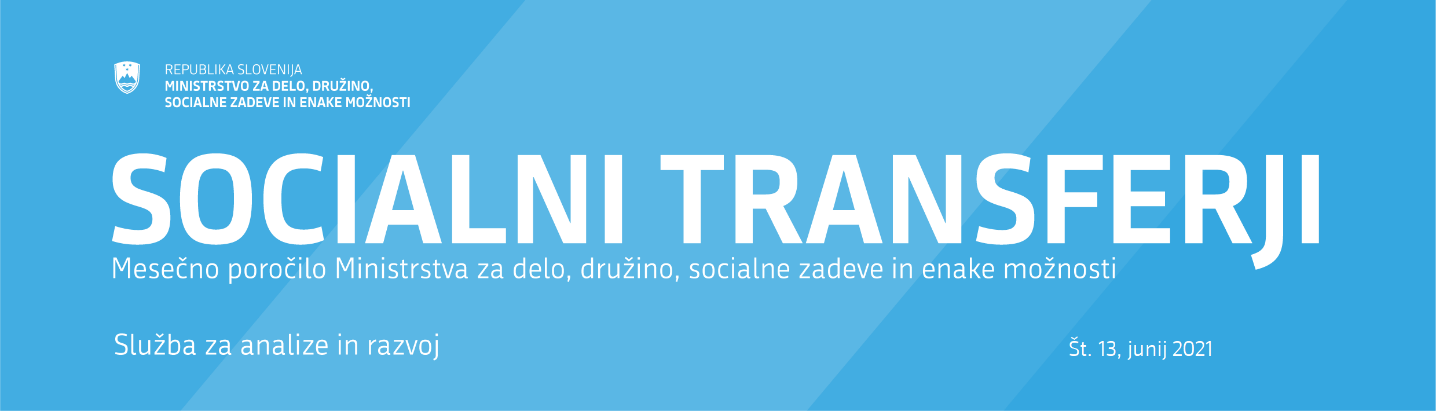 REPUBLIKA SLOVENIJA
MINISTRSTVO ZA DELO, DRUŽINO,
SOCIALNE ZADEVE IN ENAKE MOŽNOSTI
SOCIALNI TRANSFERJI
Mesečno poročilo Ministrstva za delo, družino, socialne zadeve in enake možnosti
Služba za analize in razvoj
Št. 13, junij 2021